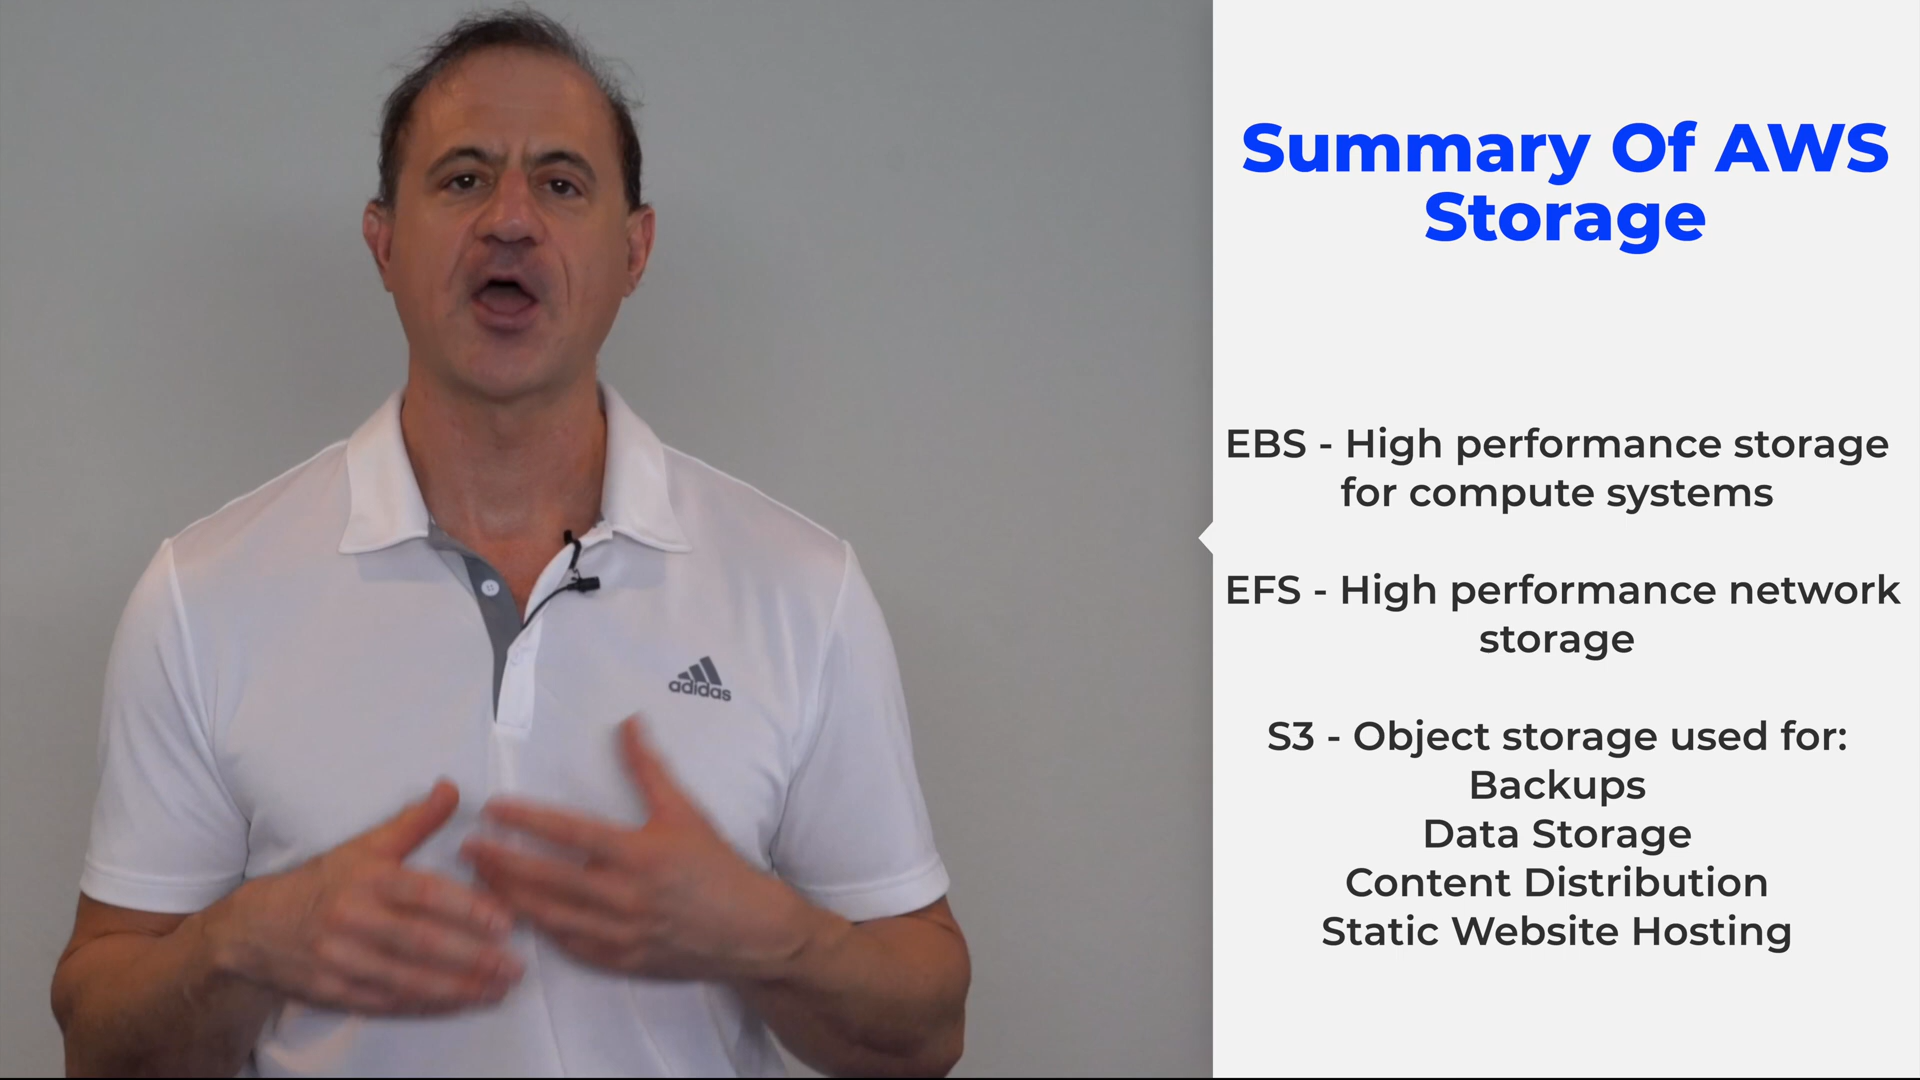 Summary Of AWS
Storage
EBS - High performance storage
for compute systems
EFS - High performance network
storage
S3 - Object storage used for:
Backups
Data Storage
Content Distribution
Static Website Hosting
adidas